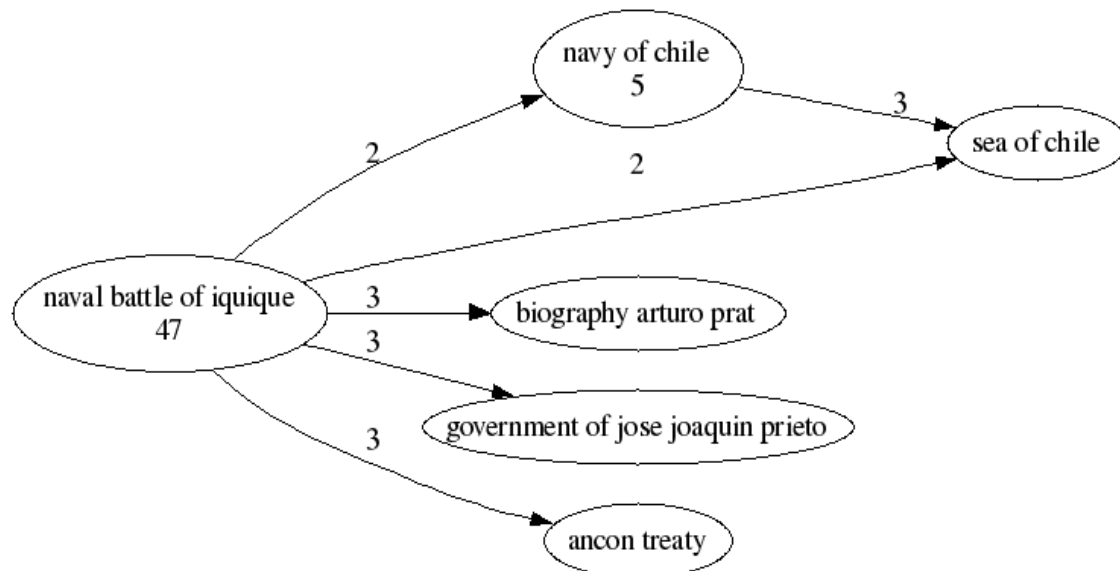 navy of chile
5
3
sea of chile
2
2
naval battle of iquique
47
3
biography arturo prat
3
government of jose joaquin prieto
3
ancon treaty